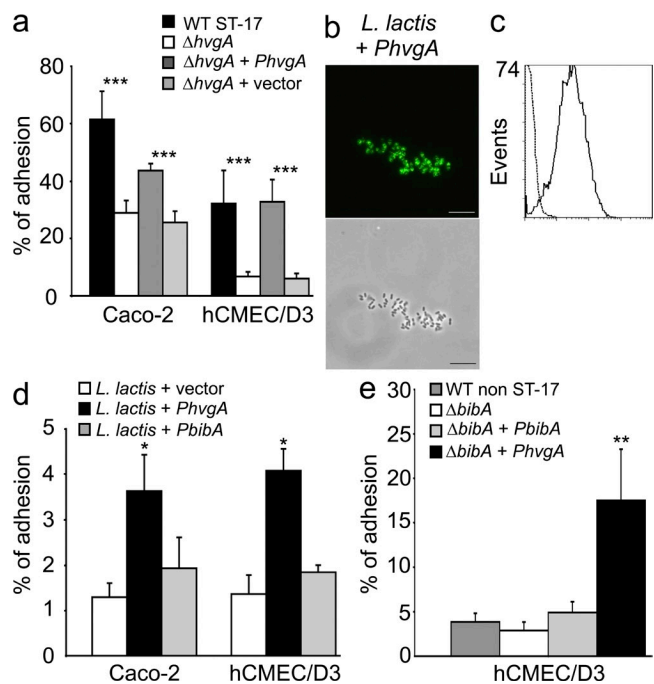 a
WT ST-17
ΔhvgA
ΔhvgA + PhvgA
ΔhvgA + vector
% of adhesion
80
60
40
20
0
***
***
***
***
Caco-2
hCMEC/D3
b
L. lactis
+ PhvgA
c
74
Events
d
L. lactis + vector
L. lactis + PhvgA
L. lactis + PbibA
% of adhesion
5
4
3
2
1
0
*
*
Caco-2
hCMEC/D3
e
WT non ST-17
ΔbibA
ΔbibA + PbibA
ΔbibA + PhvgA
% of adhesion
30
25
20
15
10
5
0
**
hCMEC/D3